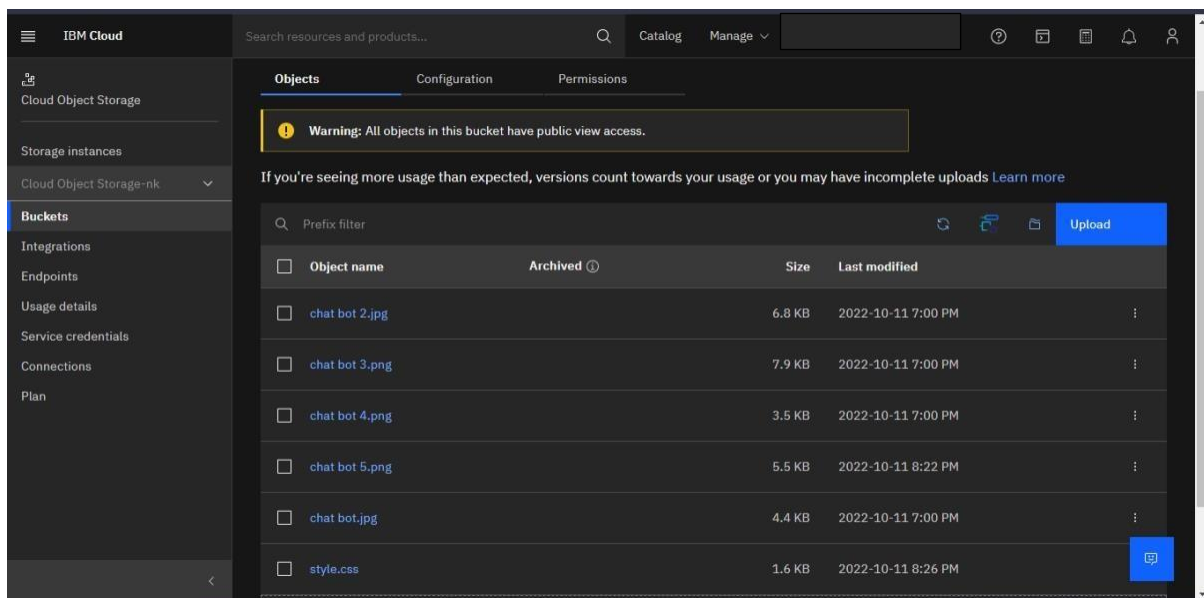 IBM Cloud
Search resources and products...
Catalog
Manage
Cloud Object Storage
Storage instances
Cloud Object Storage-nk
Buckets
Integrations
Endpoints
Usage details
Service credentials
Connections
Plan
Objects
Configuration
Permissions
Warning: All objects in this bucket have public view access.
If you're seeing more usage than expected, versions count towards your usage or you may have incomplete uploads Learn more
Prefix filter
Upload
Object name Archived Size Last modified
chat bot 2.jpg 6.8 KB 2022-10-11 7:00 PM
chat bot 3.png 7.9 KB 2022-10-11 7:00 PM
chat bot 4.png 3.5 KB 2022-10-11 7:00 PM
chat bot 5.png 5.5 KB 2022-10-11 8:22 PM
chat bot.jpg 4.4 KB 2022-10-11 7:00 PM
style.css 1.6 KB 2022-10-11 8:26 PM